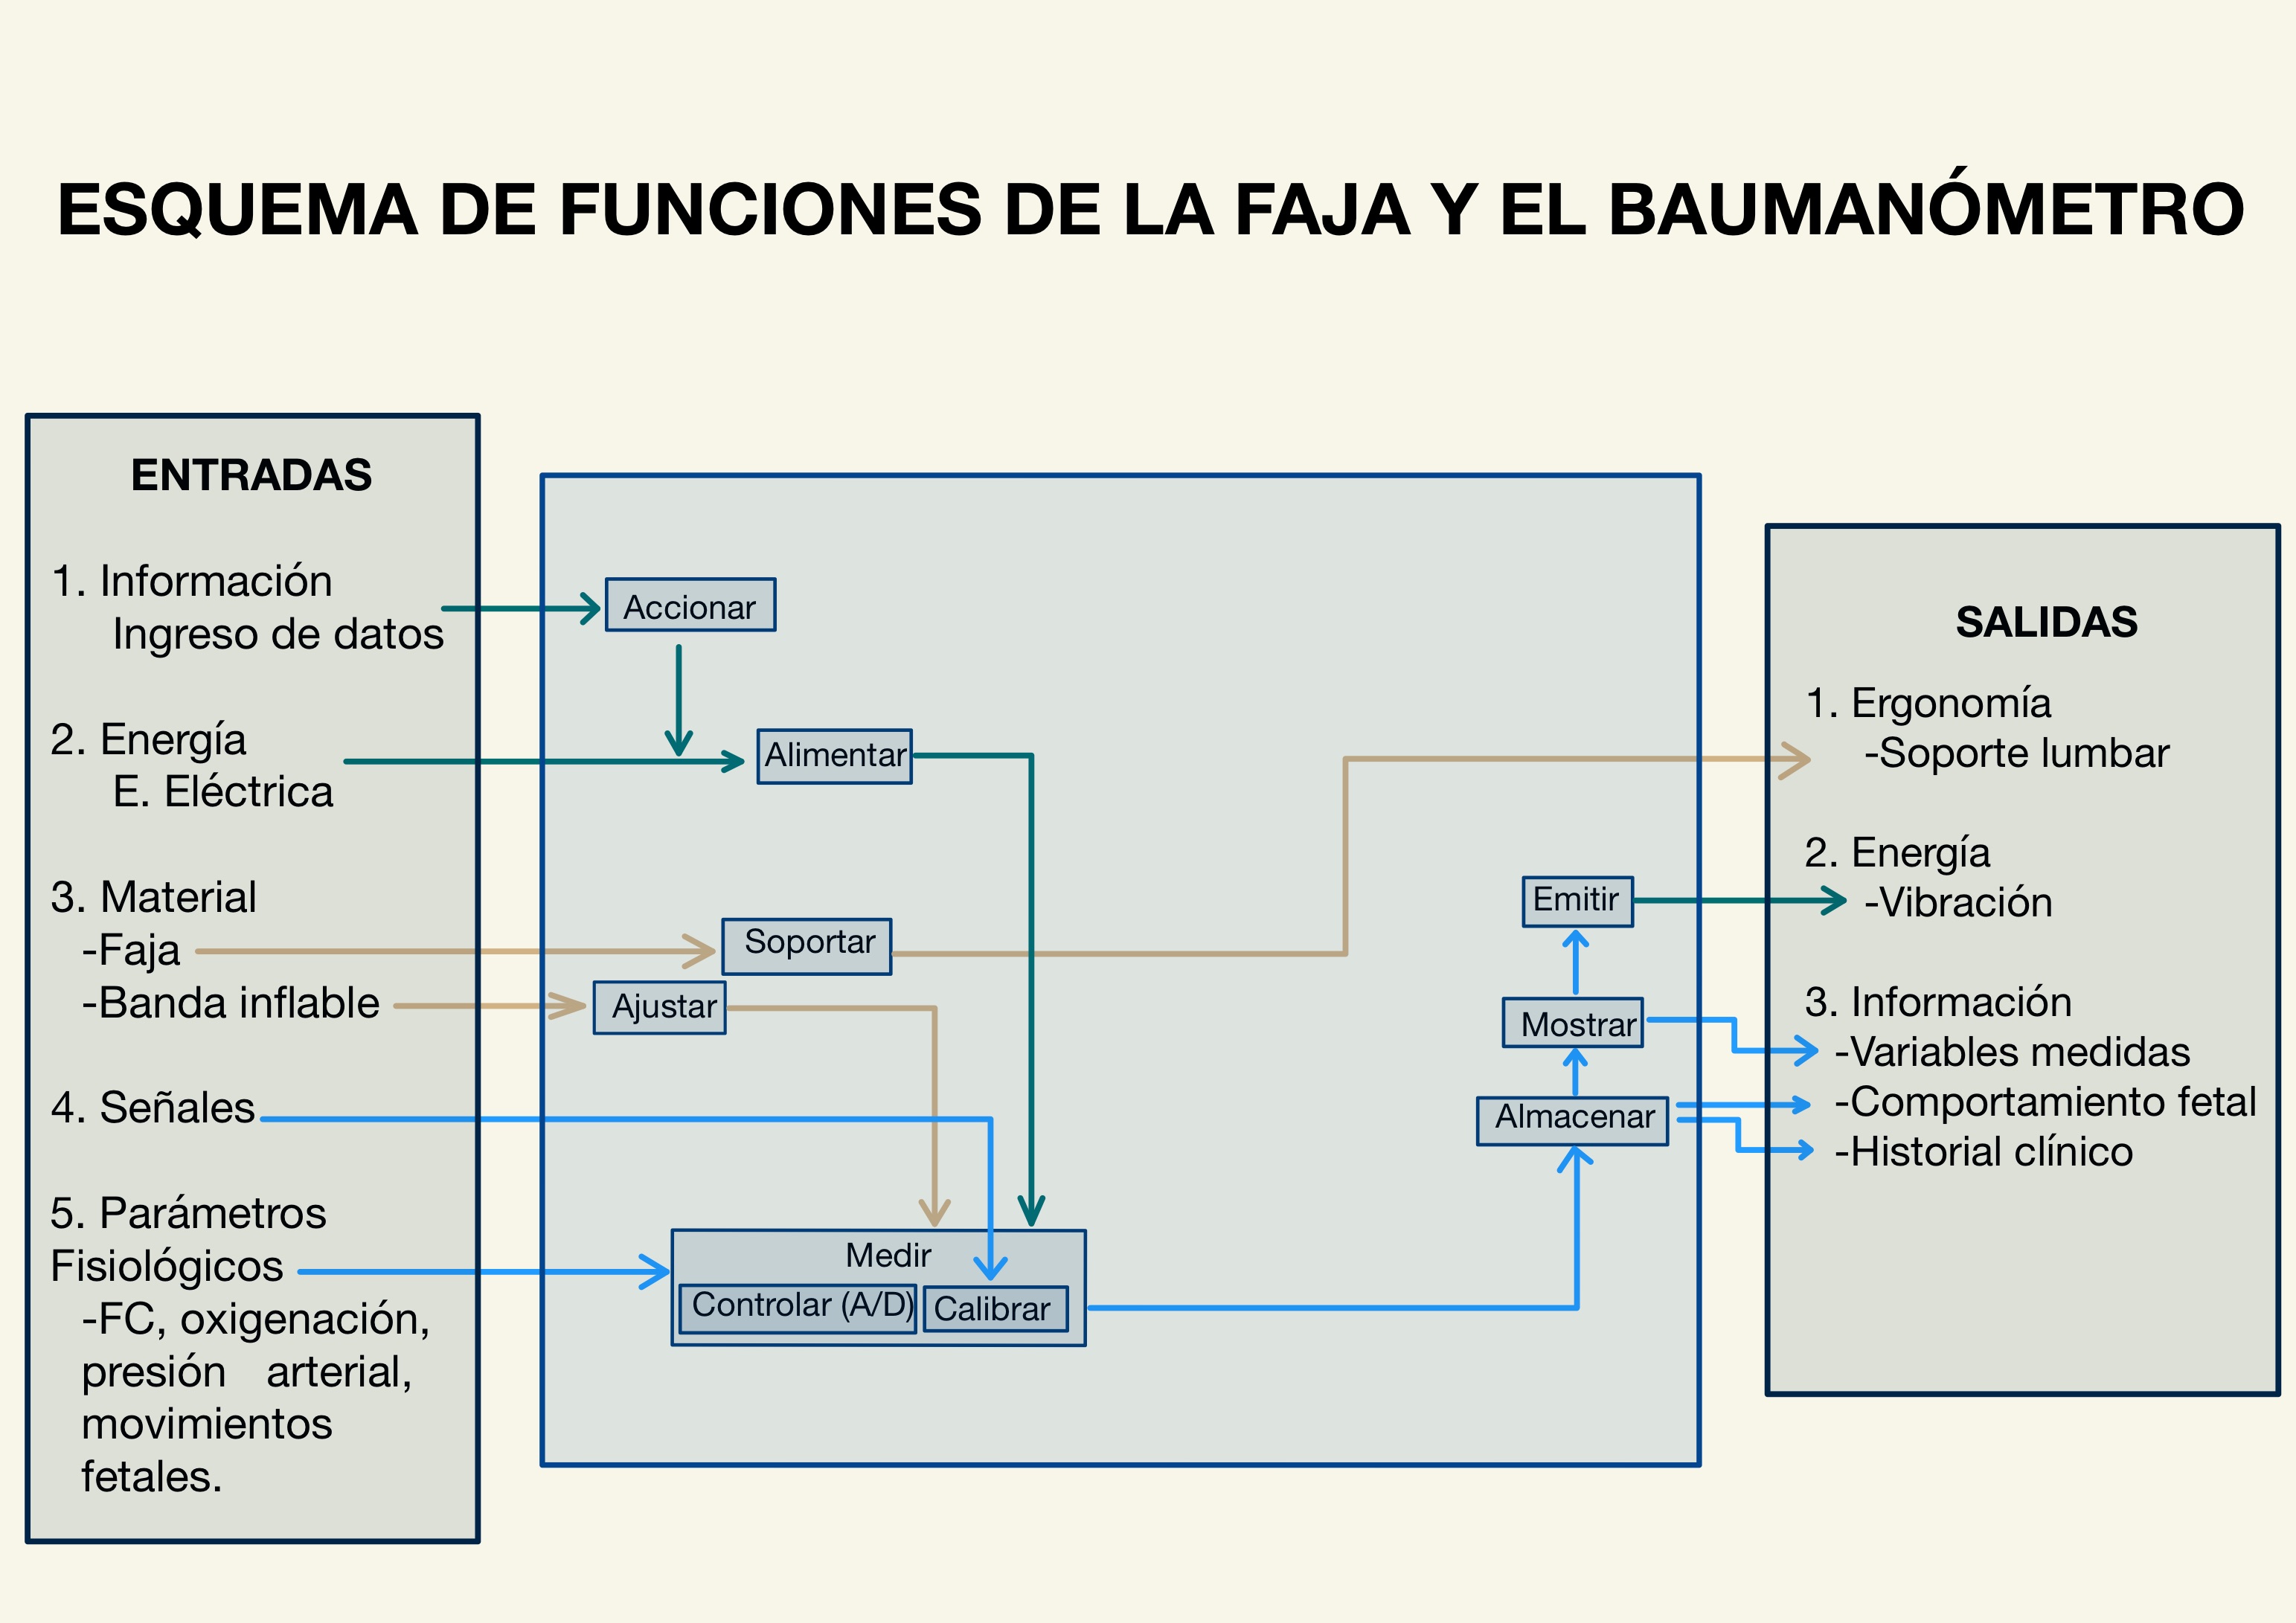 ESQUEMA DE FUNCIONES DE LA FAJA Y EL BAUMANÓMETRO
ENTRADAS
1. Información
Ingreso de datos
2. Energía
E. Eléctrica
3. Material
-Faja
-Banda inflable
4. Señales
5. Parámetros
Fisiológicos
-FC, oxigenación,
presión arterial,
movimientos
fetales.
Accionar
Alimentar
Soportar
Ajustar
Medir
Controlar (A/D)
Calibrar
Emitir
Mostrar
Almacenar
SALIDAS
1. Ergonomía
-Soporte lumbar
2. Energía
-Vibración
3. Información
-Variables medidas
-Comportamiento fetal
-Historial clínico